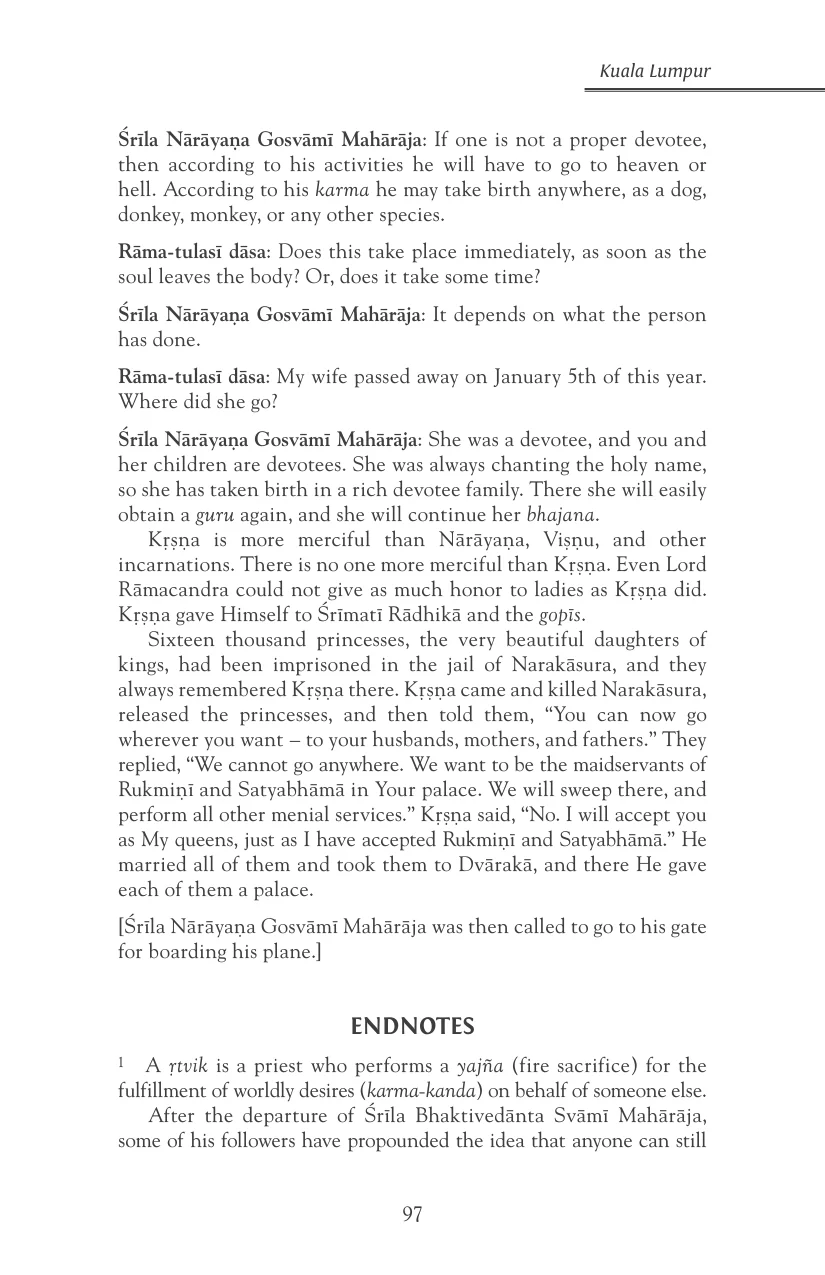 Kuala Lumpur
Śrīla Nārāyaṇa Gosvāmī Mahārāja: If one is not a proper devotee,
then according to his activities he will have to go to heaven or
hell. According to his karma he may take birth anywhere, as a dog,
donkey, monkey, or any other species.
Rāma-tulasī dāsa: Does this take place immediately, as soon as the
soul leaves the body? Or, does it take some time?
Śrīla Nārāyaṇa Gosvāmī Mahārāja: It depends on what the person
has done.
Rāma-tulasī dāsa: My wife passed away on January 5th of this year.
Where did she go?
Śrīla Nārāyaṇa Gosvāmī Mahārāja: She was a devotee, and you and
her children are devotees. She was always chanting the holy name,
so she has taken birth in a rich devotee family. There she will easily
obtain a guru again, and she will continue her bhajana.
Kṛṣṇa is more merciful than Nārāyaṇa, Viṣṇu, and other
incarnations. There is no one more merciful than Kṛṣṇa. Even Lord
Rāmacandra could not give as much honor to ladies as Kṛṣṇa did.
Kṛṣṇa gave Himself to Śrīmatī Rādhikā and the gopīs.
Sixteen thousand princesses, the very beautiful daughters of
kings, had been imprisoned in the jail of Narakāsura, and they
always remembered Kṛṣṇa there. Kṛṣṇa came and killed Narakāsura,
released the princesses, and then told them, “You can now go
wherever you want – to your husbands, mothers, and fathers.” They
replied, “We cannot go anywhere. We want to be the maidservants of
Rukmiṇī and Satyabhāmā in Your palace. We will sweep there, and
perform all other menial services.” Kṛṣṇa said, “No. I will accept you
as My queens, just as I have accepted Rukmiṇī and Satyabhāmā.” He
married all of them and took them to Dvārakā, and there He gave
each of them a palace.
[Śrīla Nārāyaṇa Gosvāmī Mahārāja was then called to go to his gate
for boarding his plane.]
ENDNOTES
1 A ṛtvik is a priest who performs a yajña (fire sacrifice) for the
fulfillment of worldly desires (karma-kanda) on behalf of someone else.
After the departure of Śrīla Bhaktivedānta Svāmī Mahārāja,
some of his followers have propounded the idea that anyone can still
97